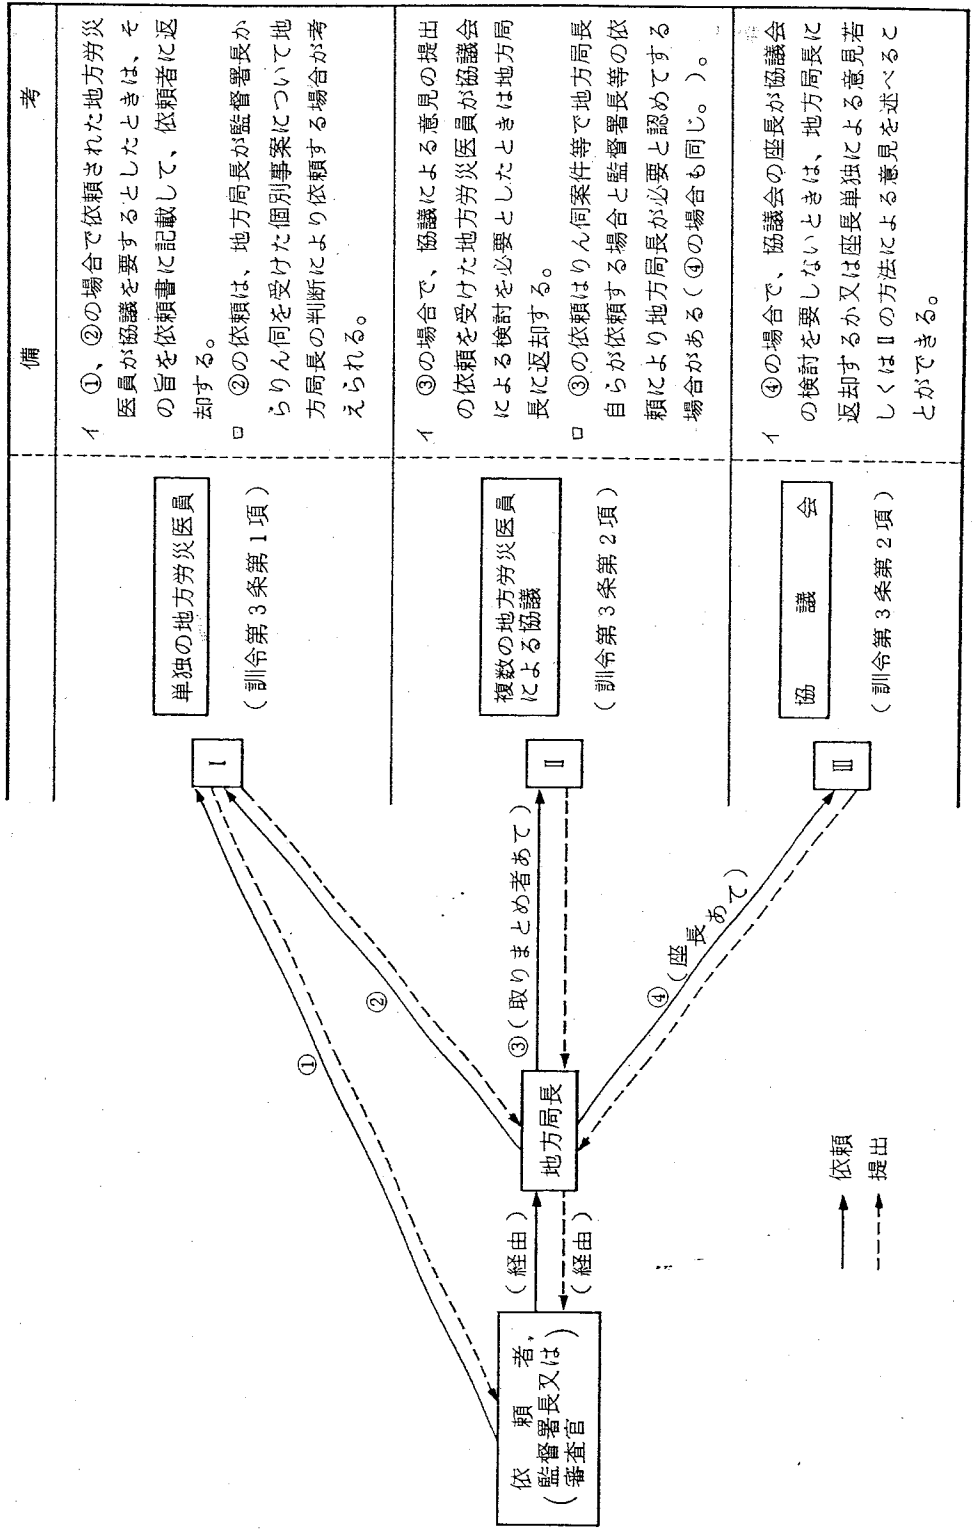 備　考
依　頼　者
（監督署長又は
審査官）
（経由）
（経由）
地方局長
①
②
③（取りまとめ者あて）
④（座長あて）
→ 依頼
--→ 提出
Ⅰ
単独の地方労災医員
（訓令第3条第1項）
イ　①、②の場合で依頼された地方労災
医員が協議を要するとしたときは、そ
の旨を依頼書に記載して、依頼者に返
却する。
ロ　②の依頼は、地方局長が監督署長か
らりん伺を受けた個別事案について地
方局長の判断により依頼する場合が考
えられる。
Ⅱ
複数の地方労災医員
による協議
（訓令第3条第2項）
イ　③の場合で、協議による意見の提出
の依頼を受けた地方労災医員が協議会
による検討を必要としたときは地方局
長に返却する。
ロ　③の依頼はりん伺案件等で地方局長
自らが依頼する場合と監督署長等の依
頼により地方局長が必要と認めてする
場合がある（④の場合も同じ。）。
Ⅲ
協　議　会
（訓令第3条第2項）
イ　④の場合で、協議会の座長が協議会
の検討を要しないときは、地方局長に
返却するか又は座長単独による意見若
しくはⅡの方法による意見を述べるこ
とができる。